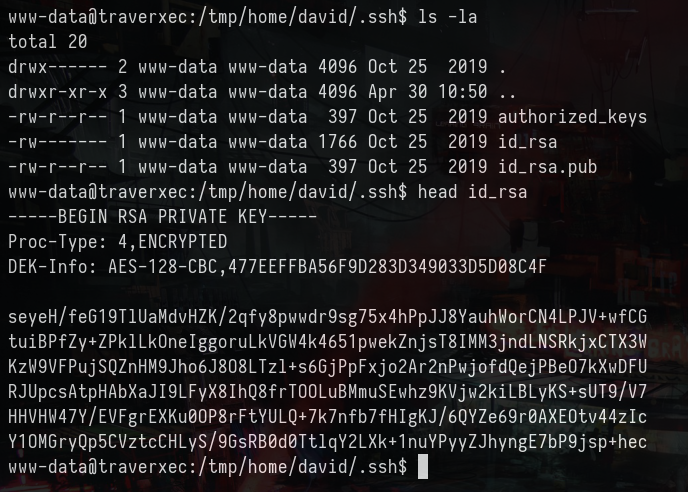 www-data@traverxec:/tmp/home/david/.ssh$ ls -la
total 20
drwx------ 2 www-data www-data 4096 Oct 25  2019 .
drwxr-xr-x 3 www-data www-data 4096 Apr 30 10:50 ..
-rw-r--r-- 1 www-data www-data  397 Oct 25  2019 authorized_keys
-rw------- 1 www-data www-data 1766 Oct 25  2019 id_rsa
-rw-r--r-- 1 www-data www-data  397 Oct 25  2019 id_rsa.pub
www-data@traverxec:/tmp/home/david/.ssh$ head id_rsa
-----BEGIN RSA PRIVATE KEY-----
Proc-Type: 4,ENCRYPTED
DEK-Info: AES-128-CBC,477EEFFBA56F9D283D349033D5D08C4F

seyeH/feG19TlUaMdvHZK/2qfy8pwwdr9sg75x4hPpJJ8YauhWorCN4LPJV+wfCG
tuiBPfZy+ZPklLkOneIggoruLkVGW4k4651pwekZnjsT8IMM3jndLNSRkjxCTX3W
KzW9VFPujSQZnHM9Jho6J8O8LTzl+s6GjPpFxjo2Ar2nPwjofdQejPBeO7kXwDFU
RJUpcsAtpHAbXaJI9LFyX8IhQ8frTOOLuBMmuSEwhz9KVjw2kiLBLyKS+sUT9/V7
HHVHW47Y/EVFgrEXKu0OP8rFtYULQ+7k7nfb7fHIgKJ/6QYZe69r0AXEOtv44zIc
Y1OMGryQp5CVztcCHLyS/9GsRB0d0TtlqY2LXk+1nuYPyyZJhyngE7bP9jsp+hec
www-data@traverxec:/tmp/home/david/.ssh$